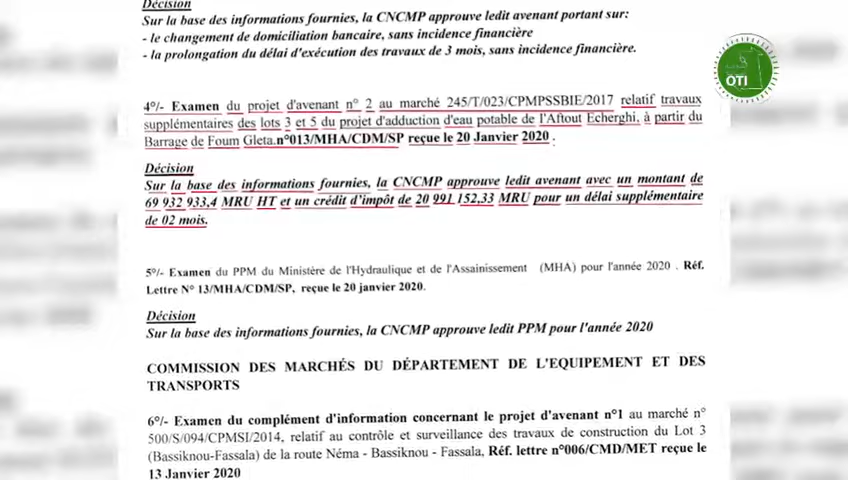 Décision
Sur la base des informations fournies, la CNCMP approuve ledit avenant portant sur:
- le changement de domiciliation bancaire, sans incidence financière
- la prolongation du délai d'exécution des travaux de 3 mois, sans incidence financière.
OTI
4°/- Examen du projet d'avenant n° 2 au marché 245/T/023/CPMPSSBIE/2017 relatif travaux
supplémentaires des lots 3 et 5 du projet d'adduction d'eau potable de l'Aftout Echerghi, à partir du
Barrage de Foum Gleta.n°013/MHA/CDM/SP reçue le 20 Janvier 2020 .
Décision
Sur la base des informations fournies, la CNCMP approuve ledit avenant avec un montant de
69 932 933,4 MRU HT et un crédit d'impôt de 20 991 152,33 MRU pour un délai supplémentaire
de 02 mois.
5°/- Examen du PPM du Ministère de l'Hydraulique et de l'Assainissement (MHA) pour l'année 2020 . Réf.
Lettre N° 13/MHA/CDM/SP, reçue le 20 janvier 2020.
Décision
Sur la base des informations fournies, la CNCMP approuve ledit PPM pour l'année 2020
COMMISSION DES MARCHÉS DU DÉPARTEMENT DE L'EQUIPEMENT ET DES
TRANSPORTS
6°/- Examen du complément d'information concernant le projet d'avenant n°1 au marché n°
500/S/094/CPMSI/2014, relatif au contrôle et surveillance des travaux de construction du Lot 3
(Bassiknou-Fassala) de la route Néma - Bassiknou - Fassala, Réf. lettre n°006/CMD/MET reçue le
13 Janvier 2020